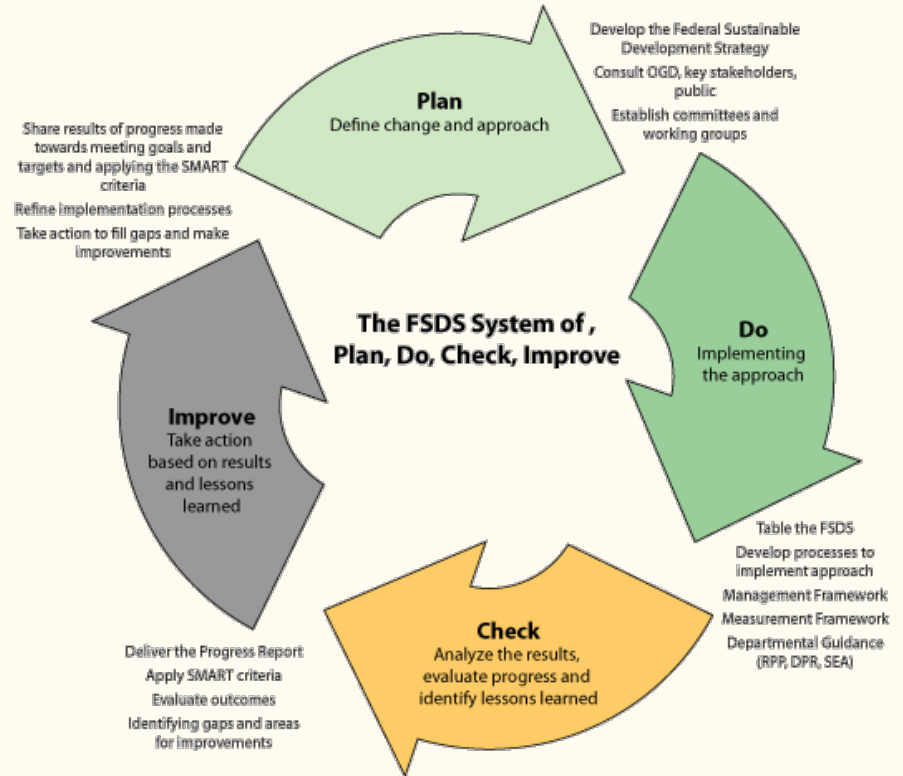 Plan
Define change and approach
Develop the Federal Sustainable
Development Strategy
Consult OGD, key stakeholders,
public
Establish committees and
working groups
Do
Implementing
the approach
Table the FSDS
Develop processes to
implement approach
Management Framework
Measurement Framework
Departmental Guidance
(RPP, DPR, SEA)
Check
Analyze the results,
evaluate progress and
identify lessons learned
Deliver the Progress Report
Apply SMART criteria
Evaluate outcomes
Identifying gaps and areas
for improvements
Improve
Take action
based on results
and lessons
learned
Share results of progress made
towards meeting goals and
targets and applying the SMART
criteria
Refine implementation processes
Take action to fill gaps and make
improvements
The FSDS System of ,
Plan, Do, Check, Improve